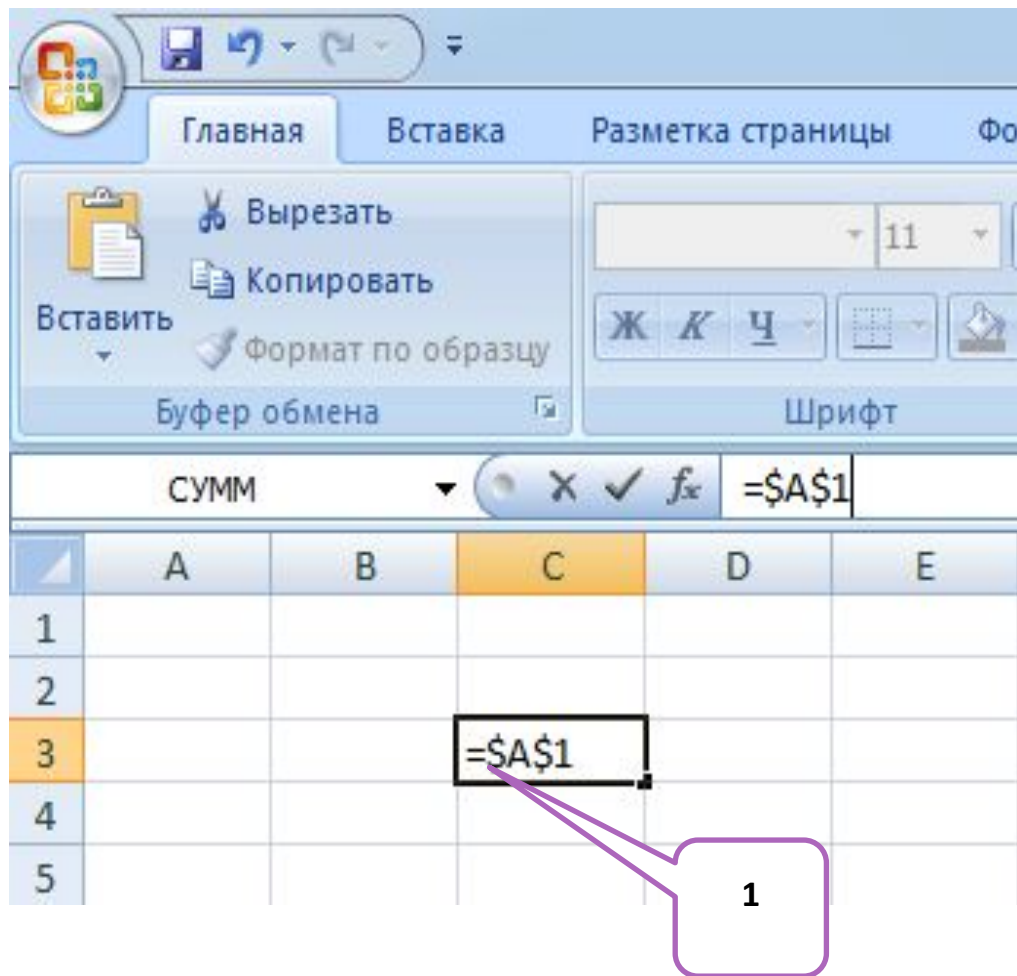 Главная Вставка Разметка страницы Фо
Вырезать
11
Копировать
Вставить
Ж К Ч
Формат по образцу
Буфер обмена Шрифт
СУММ fx =$A$1
A B C D E
1
2
3 =$A$1
4
5
1